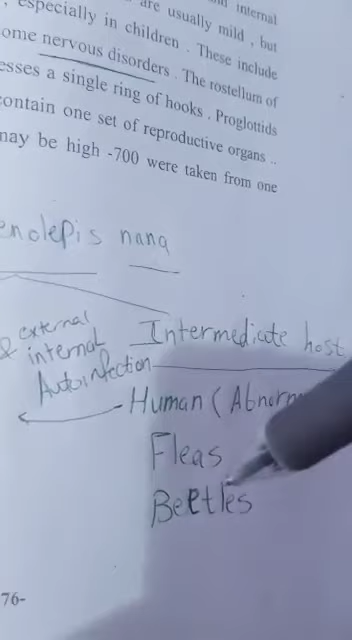 are usually mild , but
, especially in children . These include
ome nervous disorders . The rostellum of
esses a single ring of hooks . Proglottids
contain one set of reproductive organs ..
may be high -700 were taken from one
enolepis nana
external
& internal
Autoinfection
Intermediate host
Human ( Abnorm
Fleas
Beetles
76-